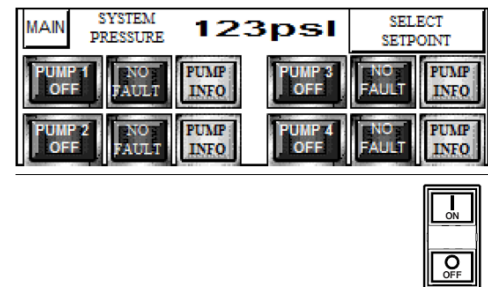 MAIN
SYSTEM
PRESSURE
123psI
SELECT
SETPOINT
PUMP 1
OFF
NO
FAULT
PUMP
INFO
PUMP 3
OFF
NO
FAULT
PUMP
INFO
PUMP 2
OFF
NO
FAULT
PUMP
INFO
PUMP 4
OFF
NO
FAULT
PUMP
INFO
I
ON
O
OFF